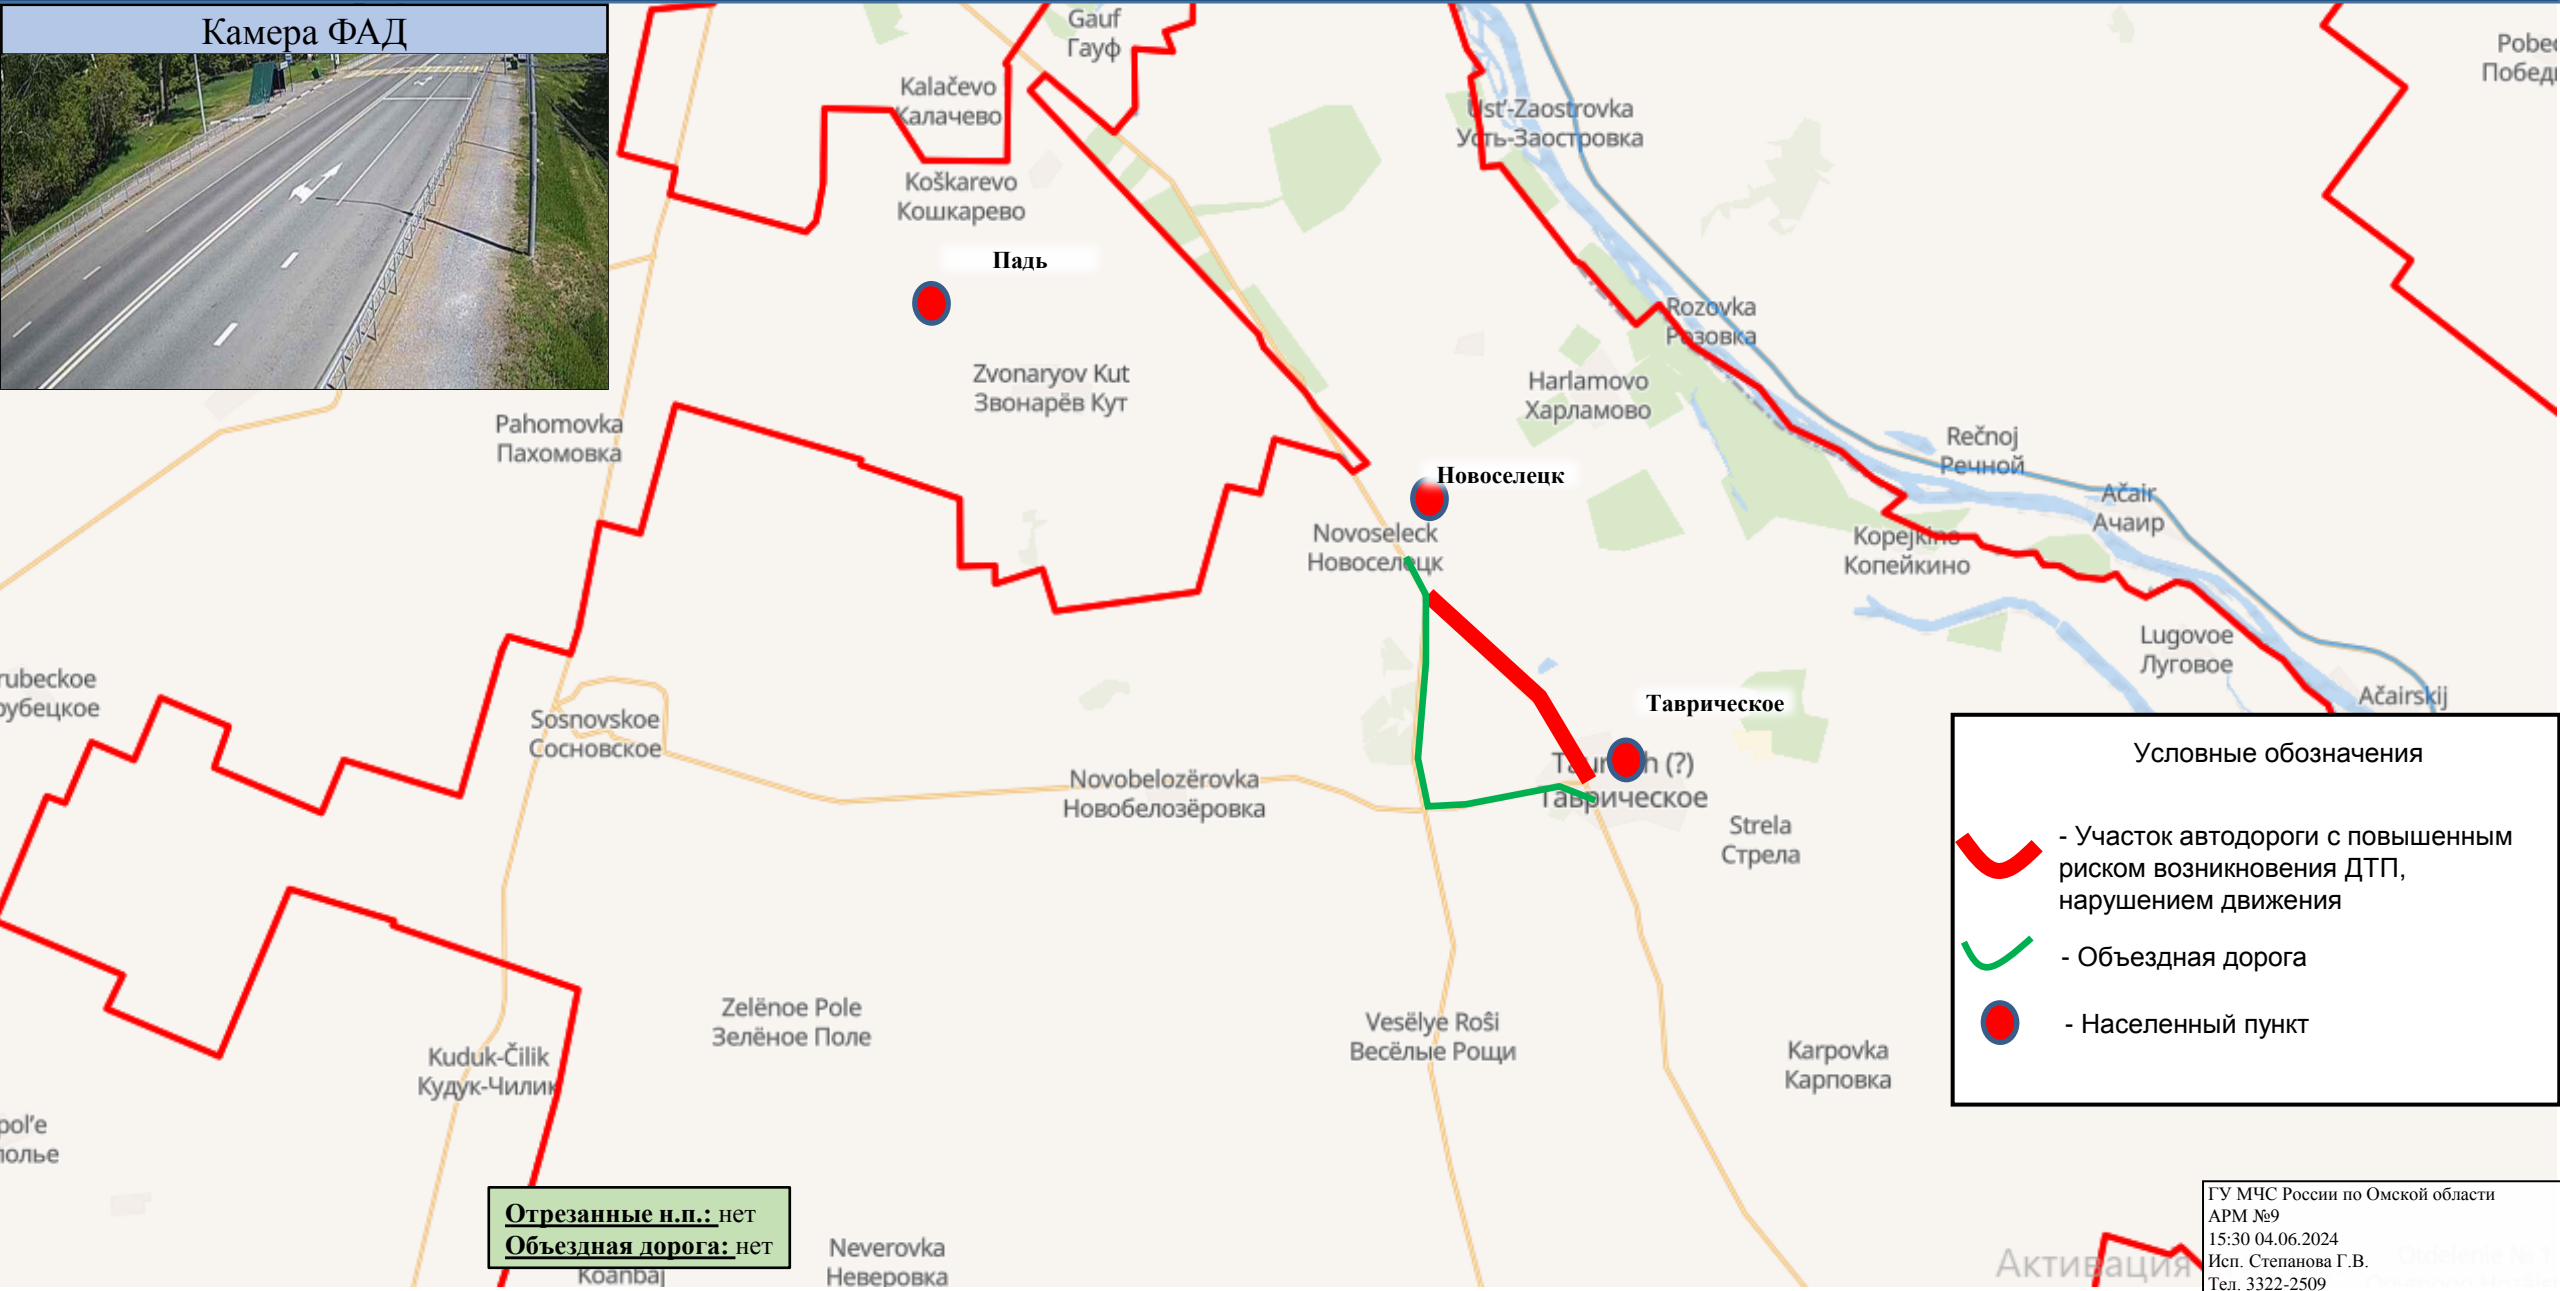 Камера ФАД
Gauf
Гауф
Kalačevo
Калачево
Koškarevo
Кошкарево
Падь
Zvonaryov Kut
Звонарёв Кут
Ust'-Zaostrovka
Усть-Заостровка
Rozovka
Розовка
Harlamovo
Харламово
Pahomovka
Пахомовка
Rečnoj
Речной
Новоселецк
Ačair
Ачаир
Novoseleck
Новоселецк
Kopejkino
Копейкино
Lugovoe
Луговое
Ačairskij
rubeckoe
рубецкое
Sosnovskoe
Сосновское
Таврическое
Novobelozërovka
Новобелозёровка
(?)
Таврическое
Strela
Стрела
Условные обозначения
- Участок автодороги с повышенным
риском возникновения ДТП,
нарушением движения
- Объездная дорога
- Населенный пункт
Zelënoe Pole
Зелёное Поле
Vesëlye Roŝi
Весёлые Рощи
Karpovka
Карповка
Kuduk-Čilik
Кудук-Чилик
pol'e
полье
Отрезанные н.п.: нет
Объездная дорога: нет
Koanbaj
Neverovka
Неверовка
Активация
ГУ МЧС России по Омской области
АРМ №9
15:30 04.06.2024
Исп. Степанова Г.В.
Тел. 3322-2509